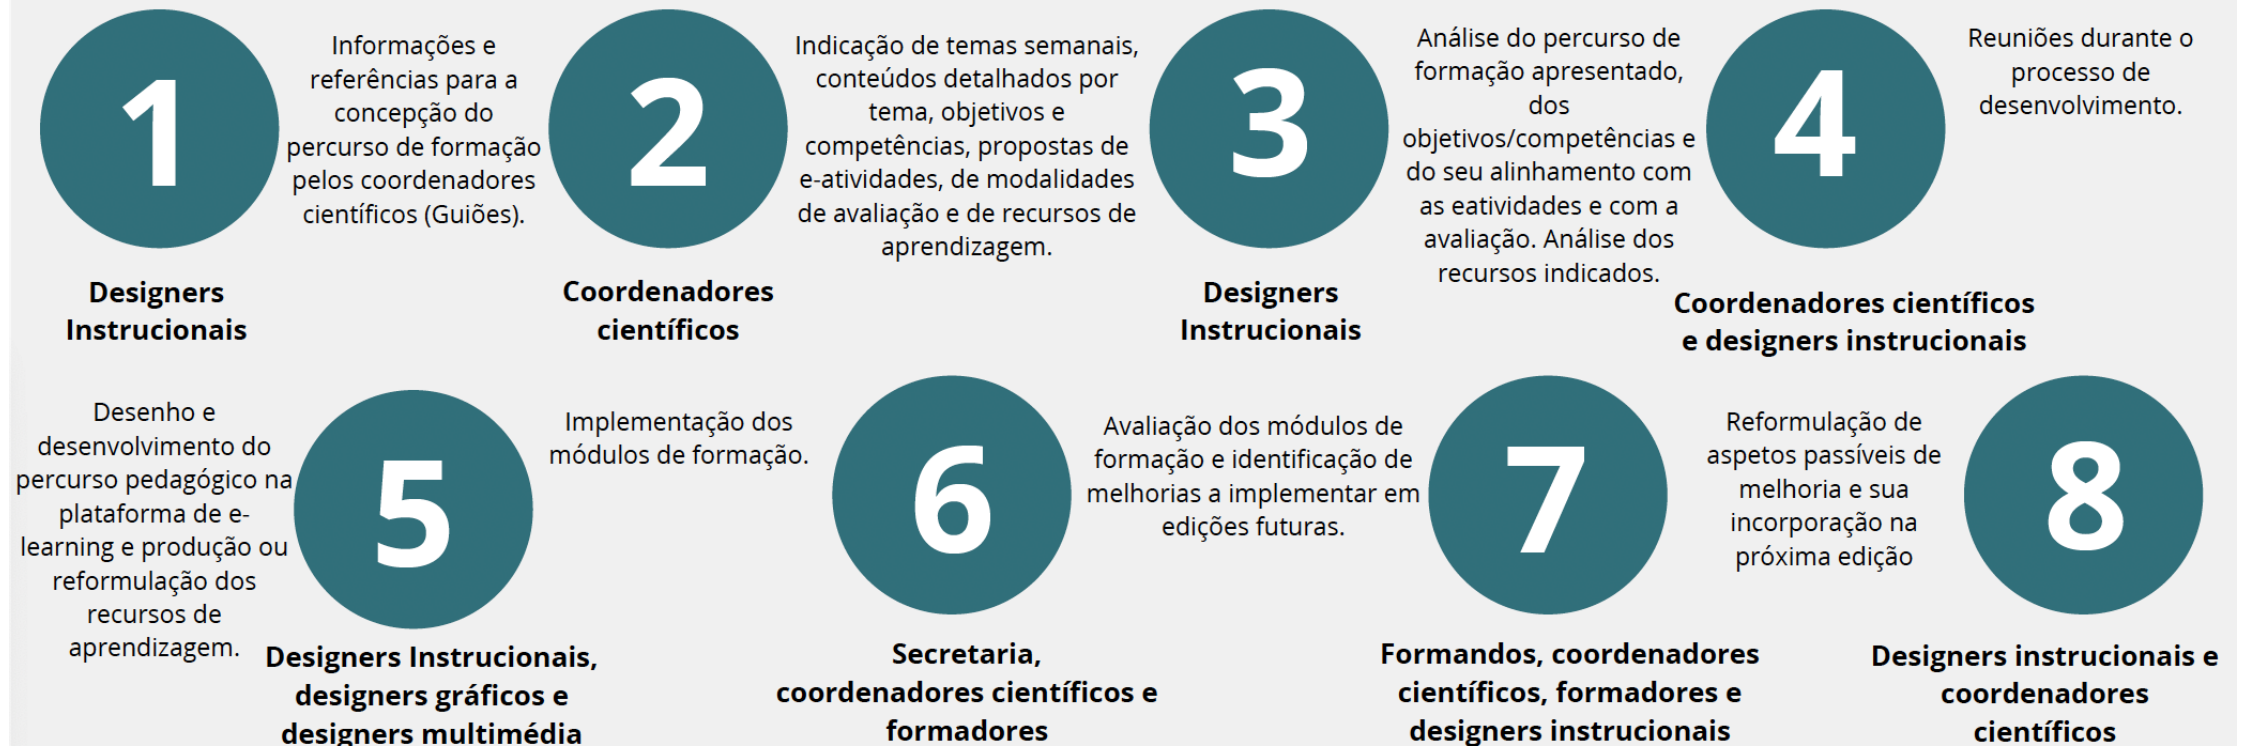 1
Designers
Instrucionais
Informações e
referências para a
concepção do
percurso de formação
pelos coordenadores
científicos (Guiões).
2
Coordenadores
científicos
Indicação de temas semanais,
conteúdos detalhados por
tema, objetivos e
competências, propostas de
e-atividades, de modalidades
de avaliação e de recursos de
aprendizagem.
3
Designers
Instrucionais
Análise do percurso de
formação apresentado,
dos
objetivos/competências e
do seu alinhamento com
as eatividades e com a
avaliação. Análise dos
recursos indicados.
4
Coordenadores científicos
e designers instrucionais
Reuniões durante o
processo de
desenvolvimento.
Desenho e
desenvolvimento do
percurso pedagógico na
plataforma de e-
learning e produção ou
reformulação dos
recursos de
aprendizagem.
5
Designers Instrucionais,
designers gráficos e
designers multimédia
Implementação dos
módulos de formação.
6
Secretaria,
coordenadores científicos e
formadores
Avaliação dos módulos de
formação e identificação de
melhorias a implementar em
edições futuras.
7
Formandos, coordenadores
científicos, formadores e
designers instrucionais
Reformulação de
aspetos passíveis de
melhoria e sua
incorporação na
próxima edição
8
Designers instrucionais e
coordenadores
científicos